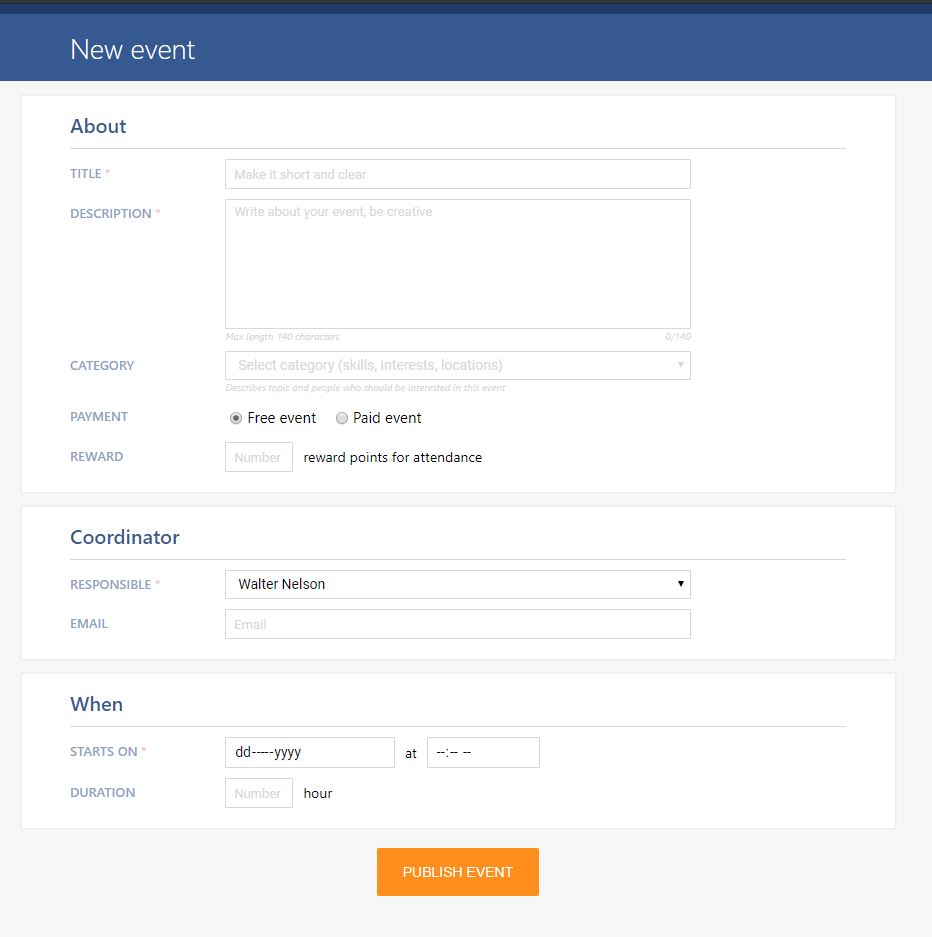 New event
About
TITLE *
Make it short and clear
DESCRIPTION *
Write about your event, be creative
Max length 140 characters 0/140
CATEGORY
Select category (skills, interests, locations)
Describes topic and people who should be interested in this event
PAYMENT
Free event Paid event
REWARD
Number reward points for attendance
Coordinator
RESPONSIBLE *
Walter Nelson
EMAIL
Email
When
STARTS ON *
dd-----yyyy at --:-- --
DURATION
Number hour
PUBLISH EVENT